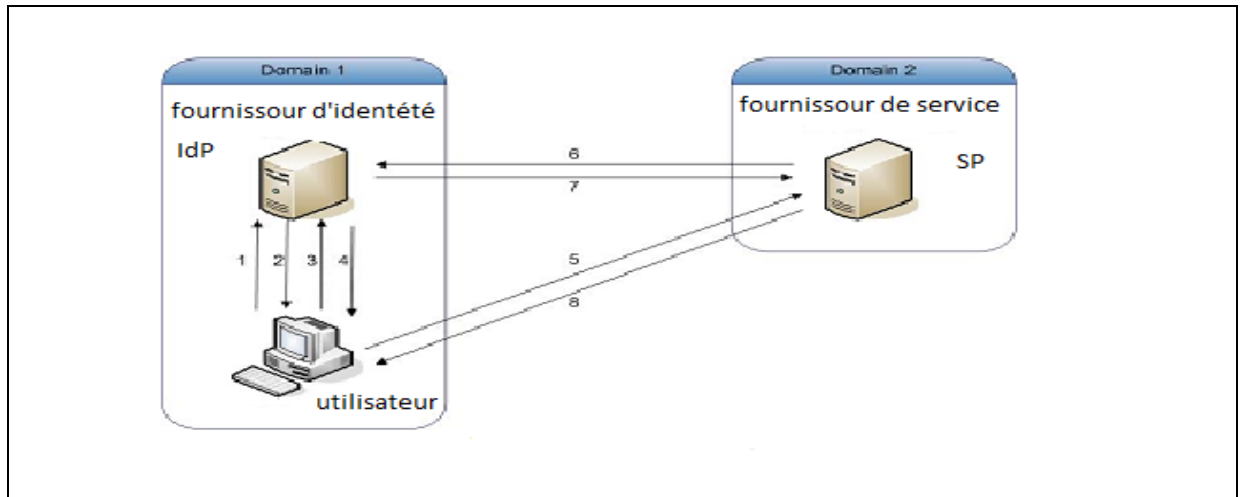 Domain 1
fournissour d'identété
IdP
1
2
3
4
utilisateur
6
7
5
8
Domain 2
fournissour de service
SP